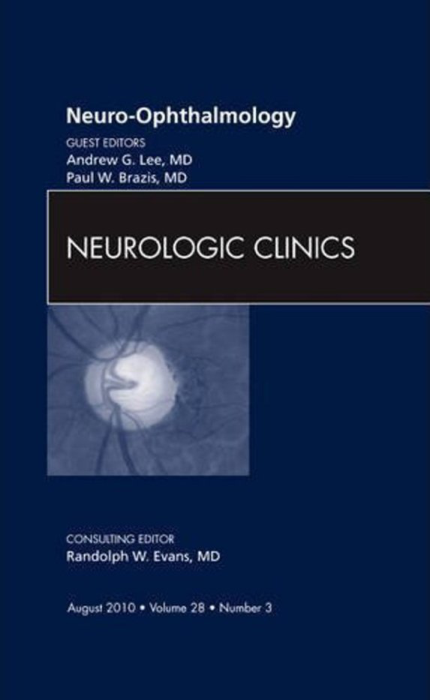 Neuro-Ophthalmology
GUEST EDITORS
Andrew G. Lee, MD
Paul W. Brazis, MD
NEUROLOGIC CLINICS
CONSULTING EDITOR
Randolph W. Evans, MD
August 2010 • Volume 28 • Number 3